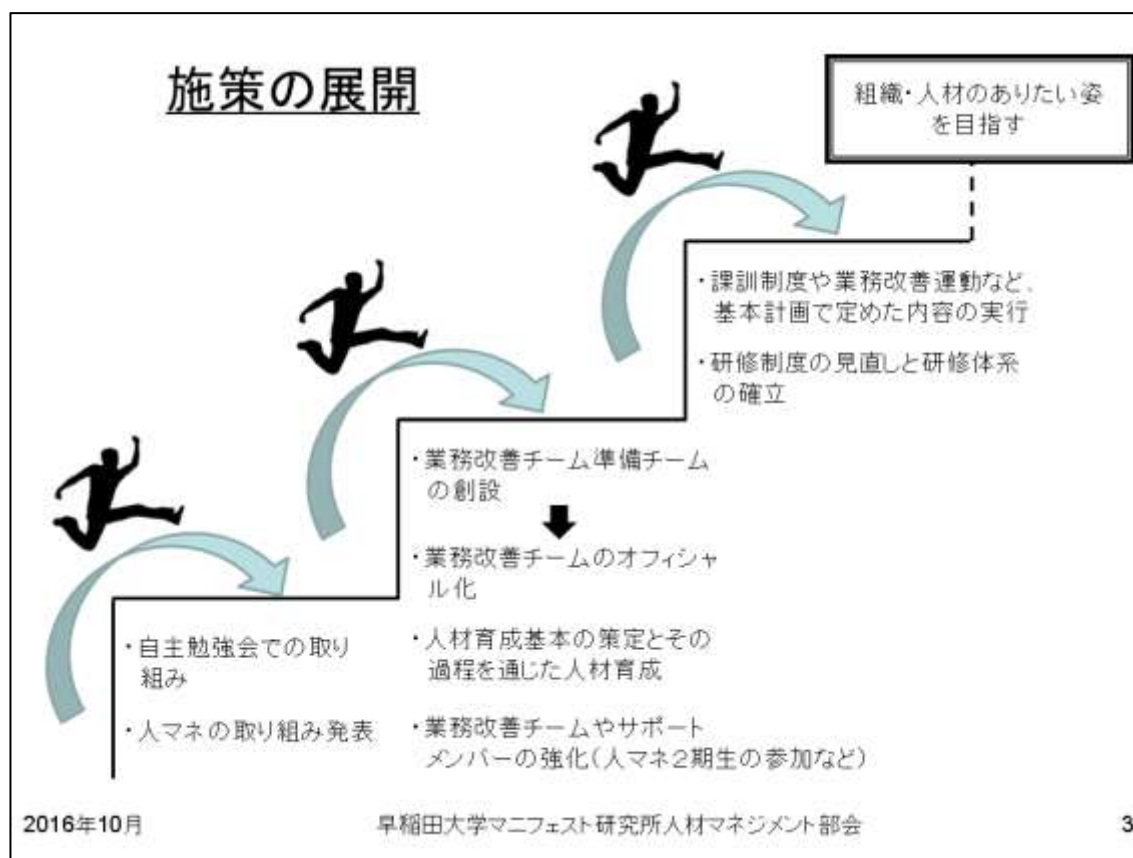 施策の展開
組織・人材のありたい姿
を目指す
・課訓制度や業務改善運動など、
基本計画で定めた内容の実行
・研修制度の見直しと研修体系
の確立
・業務改善チーム準備チーム
の創設
・業務改善チームのオフィシャ
ル化
・人材育成基本の策定とその
過程を通じた人材育成
・業務改善チームやサポート
メンバーの強化(人マネ2期生の参加など)
・自主勉強会での取り
組み
・人マネの取り組み発表
2016年10月
早稲田大学マニフェスト研究所人材マネジメント部会
3